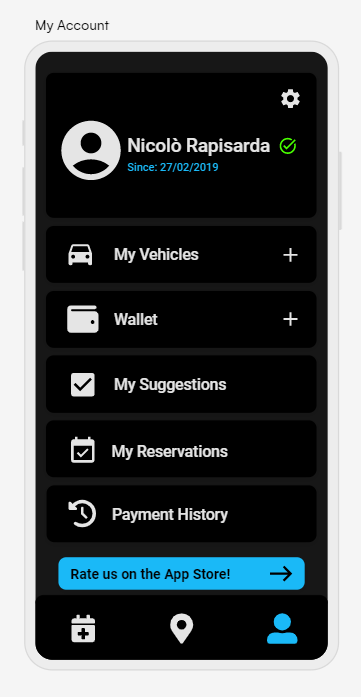 My Account
Nicolò Rapisarda
Since: 27/02/2019
My Vehicles
Wallet
My Suggestions
My Reservations
Payment History
Rate us on the App Store!